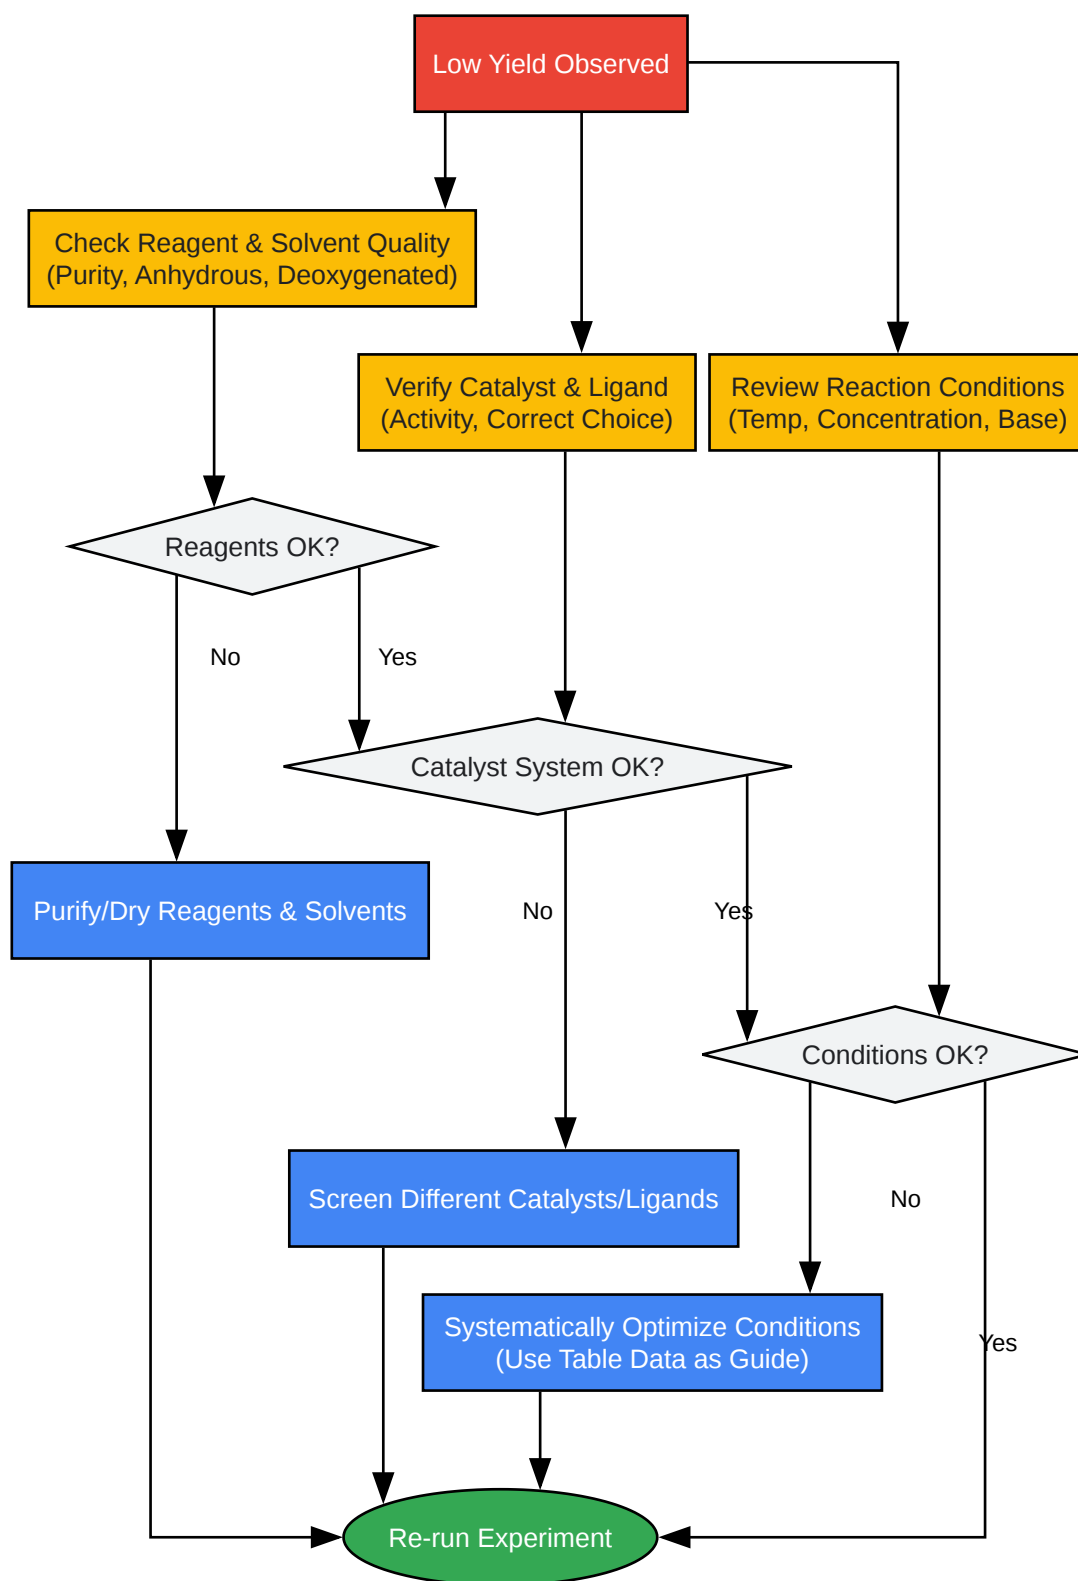 Low Yield Observed
Check Reagent & Solvent Quality
(Purity, Anhydrous, Deoxygenated)
Verify Catalyst & Ligand
(Activity, Correct Choice)
Review Reaction Conditions
(Temp, Concentration, Base)
Reagents OK?
No
Yes
Catalyst System OK?
Purify/Dry Reagents & Solvents
No
Yes
Conditions OK?
Screen Different Catalysts/Ligands
No
Systematically Optimize Conditions
(Use Table Data as Guide)
Yes
Re-run Experiment